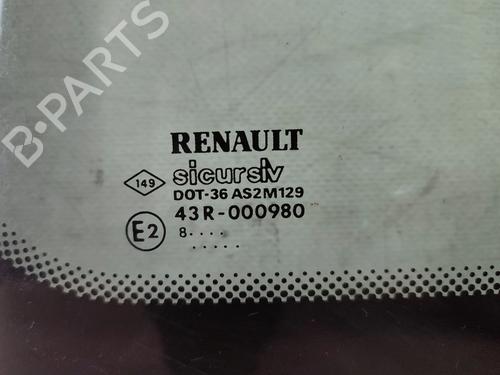 B-PARTS
RENAULT
149 sicursiv
DOT-36 AS2M129
E2 43R-000980
8....
.....